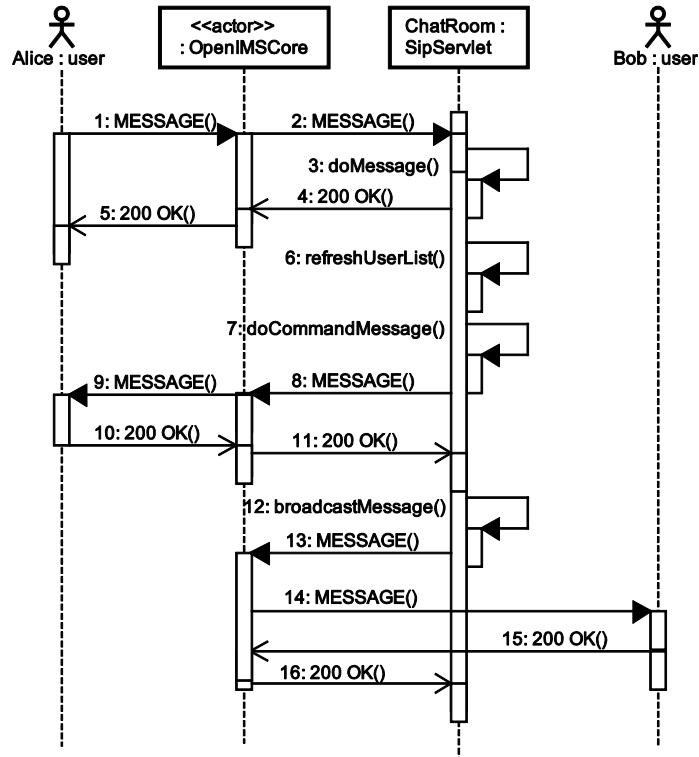 Alice : user
<<actor>>
: OpenIMSCore
ChatRoom :
SipServlet
Bob : user
1: MESSAGE()
2: MESSAGE()
3: doMessage()
4: 200 OK()
5: 200 OK()
6: refreshUserList()
7: doCommandMessage()
8: MESSAGE()
9: MESSAGE()
10: 200 OK()
11: 200 OK()
12: broadcastMessage()
13: MESSAGE()
14: MESSAGE()
15: 200 OK()
16: 200 OK()